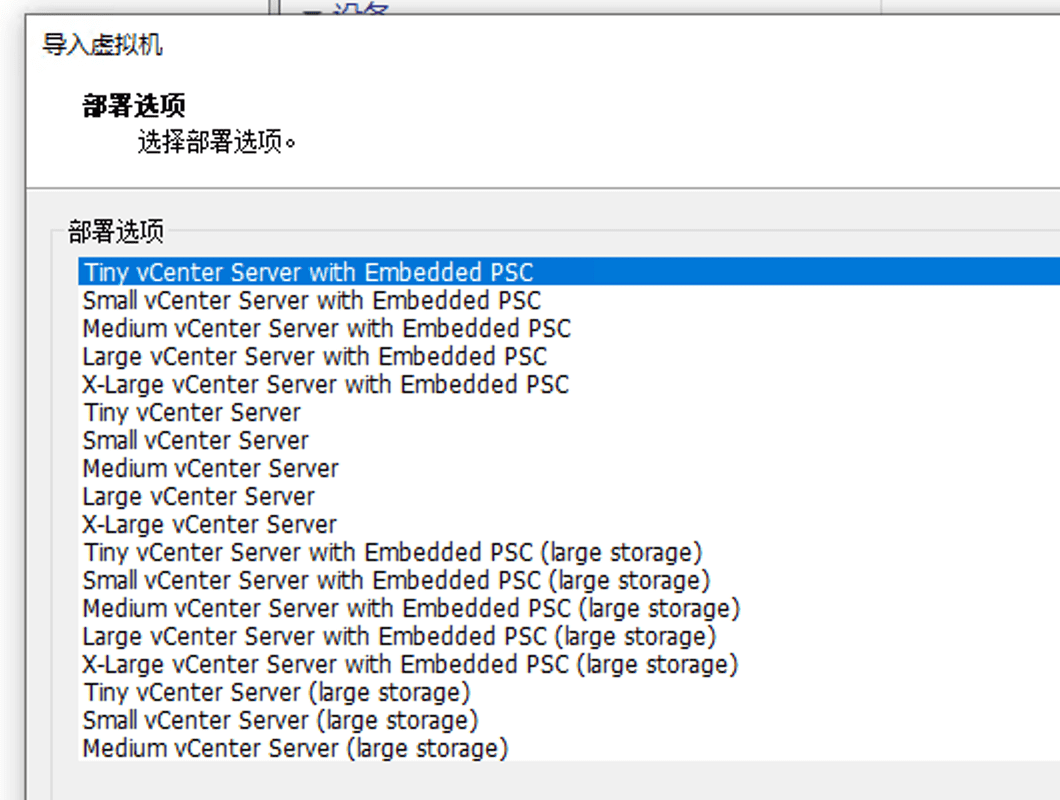 设备
导入虚拟机
部署选项
选择部署选项。
部署选项
Tiny vCenter Server with Embedded PSC
Small vCenter Server with Embedded PSC
Medium vCenter Server with Embedded PSC
Large vCenter Server with Embedded PSC
X-Large vCenter Server with Embedded PSC
Tiny vCenter Server
Small vCenter Server
Medium vCenter Server
Large vCenter Server
X-Large vCenter Server
Tiny vCenter Server with Embedded PSC (large storage)
Small vCenter Server with Embedded PSC (large storage)
Medium vCenter Server with Embedded PSC (large storage)
Large vCenter Server with Embedded PSC (large storage)
X-Large vCenter Server with Embedded PSC (large storage)
Tiny vCenter Server (large storage)
Small vCenter Server (large storage)
Medium vCenter Server (large storage)